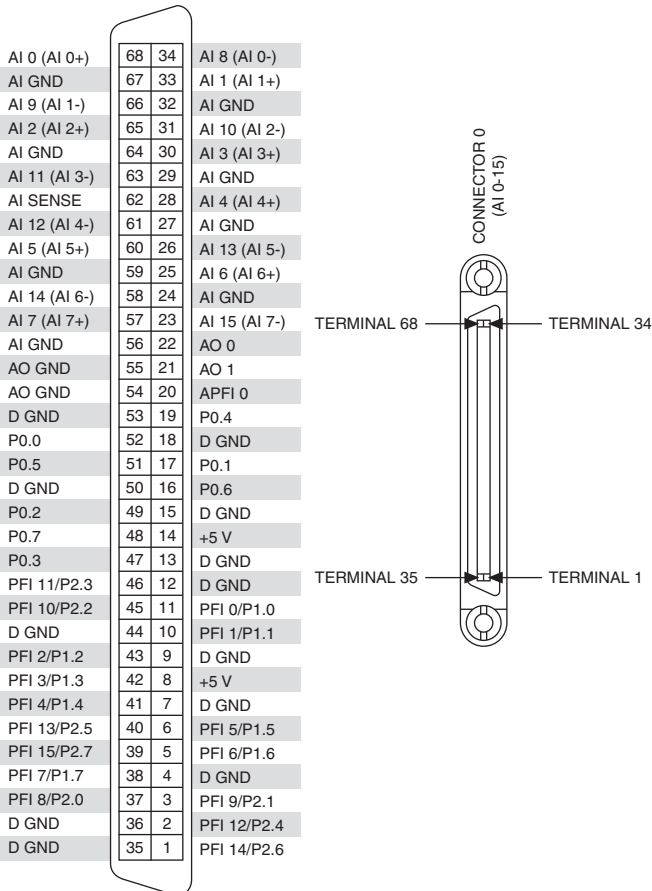 AI 0 (AI 0+) 68 34 AI 8 (AI 0-)
AI GND 67 33 AI 1 (AI 1+)
AI 9 (AI 1-) 66 32 AI GND
AI 2 (AI 2+) 65 31 AI 10 (AI 2-)
AI GND 64 30 AI 3 (AI 3+)
AI 11 (AI 3-) 63 29 AI GND
AI SENSE 62 28 AI 4 (AI 4+)
AI 12 (AI 4-) 61 27 AI GND
AI 5 (AI 5+) 60 26 AI 13 (AI 5-)
AI GND 59 25 AI 6 (AI 6+)
AI 14 (AI 6-) 58 24 AI GND
AI 7 (AI 7+) 57 23 AI 15 (AI 7-)
AI GND 56 22 AO 0
AO GND 55 21 AO 1
AO GND 54 20 APFI 0
D GND 53 19 P0.4
P0.0 52 18 D GND
P0.5 51 17 P0.1
D GND 50 16 P0.6
P0.2 49 15 D GND
P0.7 48 14 +5 V
P0.3 47 13 D GND
PFI 11/P2.3 46 12 D GND
PFI 10/P2.2 45 11 PFI 0/P1.0
D GND 44 10 PFI 1/P1.1
PFI 2/P1.2 43 9 D GND
PFI 3/P1.3 42 8 +5 V
PFI 4/P1.4 41 7 D GND
PFI 13/P2.5 40 6 PFI 5/P1.5
PFI 15/P2.7 39 5 PFI 6/P1.6
PFI 7/P1.7 38 4 D GND
PFI 8/P2.0 37 3 PFI 9/P2.1
D GND 36 2 PFI 12/P2.4
D GND 35 1 PFI 14/P2.6
CONNECTOR 0
(AI 0-15)
TERMINAL 68 TERMINAL 34
TERMINAL 35 TERMINAL 1